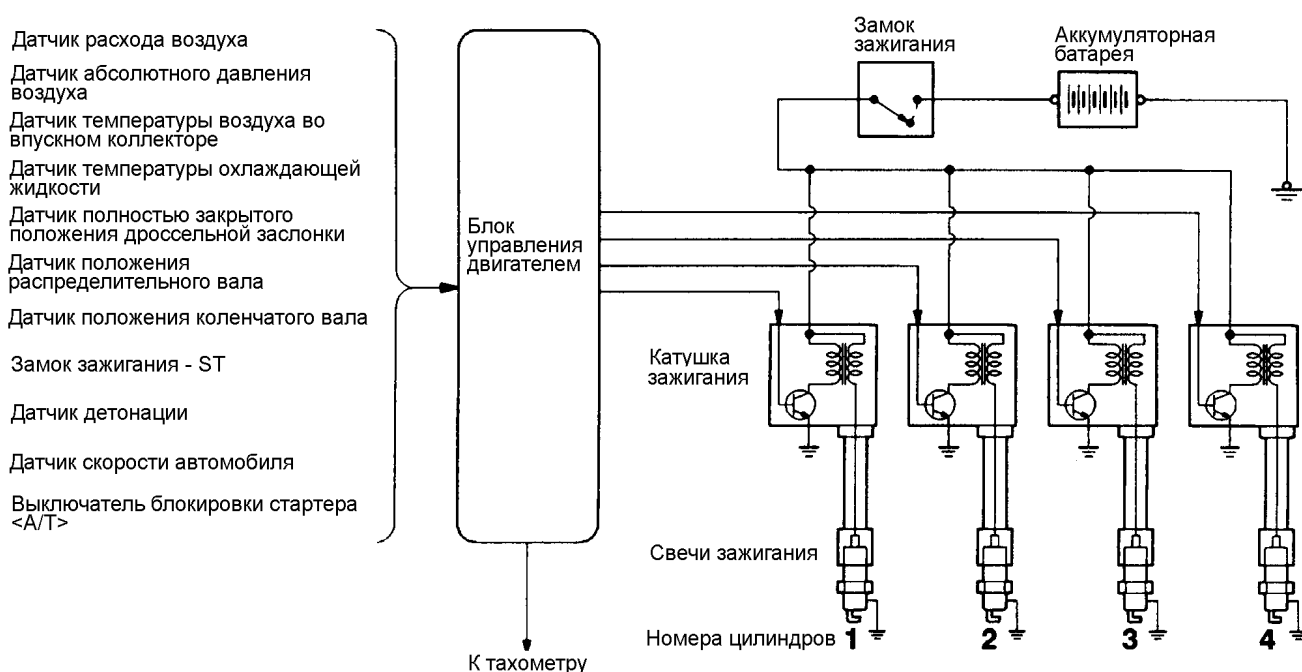 Датчик расхода воздуха
Датчик абсолютного давления
воздуха
Датчик температуры воздуха во
впускном коллекторе
Датчик температуры охлаждающей
жидкости
Датчик полностью закрытого
положения дроссельной заслонки
Датчик положения
распределительного вала
Датчик положения коленчатого вала
Замок зажигания - ST
Датчик детонации
Датчик скорости автомобиля
Выключатель блокировки стартера
<A/T>
Блок
управления
двигателем
К тахометру
Замок
зажигания
Аккумуляторная
батарея
Катушка
зажигания
Свечи зажигания
Номера цилиндров 1 2 3 4